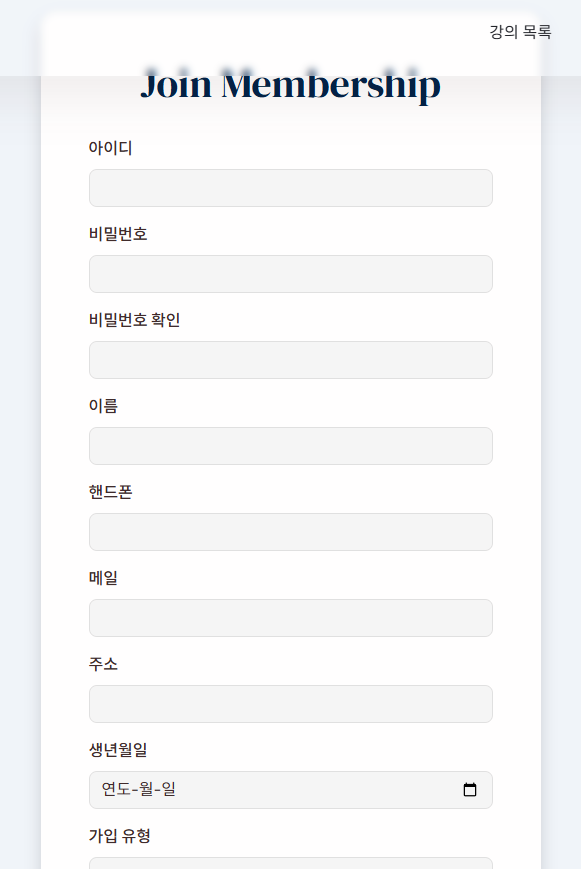 강의 목록
Join Membership
아이디
비밀번호
비밀번호 확인
이름
핸드폰
메일
주소
생년월일
연도-월-일
가입 유형